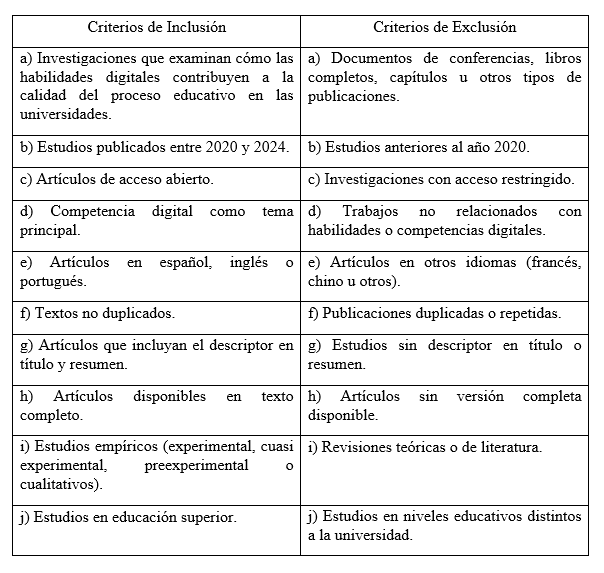 Criterios de Inclusión
Criterios de Exclusión
a) Investigaciones que examinan cómo las
habilidades digitales contribuyen a la
calidad del proceso educativo en las
universidades.
a) Documentos de conferencias, libros
completos, capítulos u otros tipos de
publicaciones.
b) Estudios publicados entre 2020 y 2024.
b) Estudios anteriores al año 2020.
c) Artículos de acceso abierto.
c) Investigaciones con acceso restringido.
d) Competencia digital como tema
principal.
d) Trabajos no relacionados con
habilidades o competencias digitales.
e) Artículos en español, inglés o
portugués.
e) Artículos en otros idiomas (francés,
chino u otros).
f) Textos no duplicados.
f) Publicaciones duplicadas o repetidas.
g) Artículos que incluyan el descriptor en
título y resumen.
g) Estudios sin descriptor en título o
resumen.
h) Artículos disponibles en texto
completo.
h) Artículos sin versión completa
disponible.
i) Estudios empíricos (experimental, cuasi
experimental, preexperimental o
cualitativos).
i) Revisiones teóricas o de literatura.
j) Estudios en educación superior.
j) Estudios en niveles educativos distintos
a la universidad.